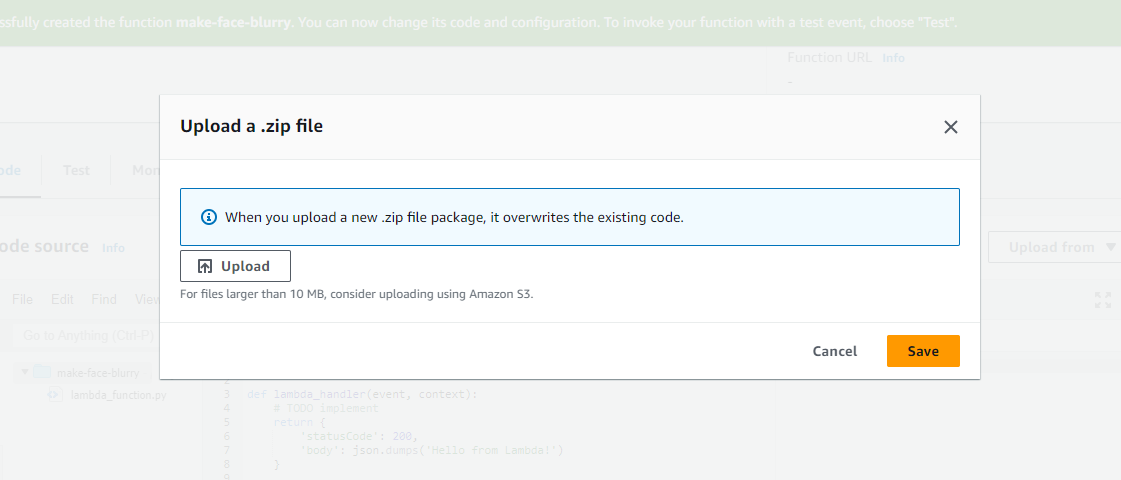 ssfully created the function make-face-blurry. You can now change its code and configuration. To invoke your function with a test event, choose "Test".
Function URL Info
-
Upload a .zip file
ode Test Mon
When you upload a new .zip file package, it overwrites the existing code.
ode source Info
Upload from
Upload
For files larger than 10 MB, consider uploading using Amazon S3.
File Edit Find View
Go to Anything (Ctrl-P)
Cancel Save
make-face-blurry
lambda_function.py
2
3 def lambda_handler(event, context):
4 # TODO implement
5 return {
6 'statusCode': 200,
7 'body': json.dumps('Hello from Lambda!')
8 }
9